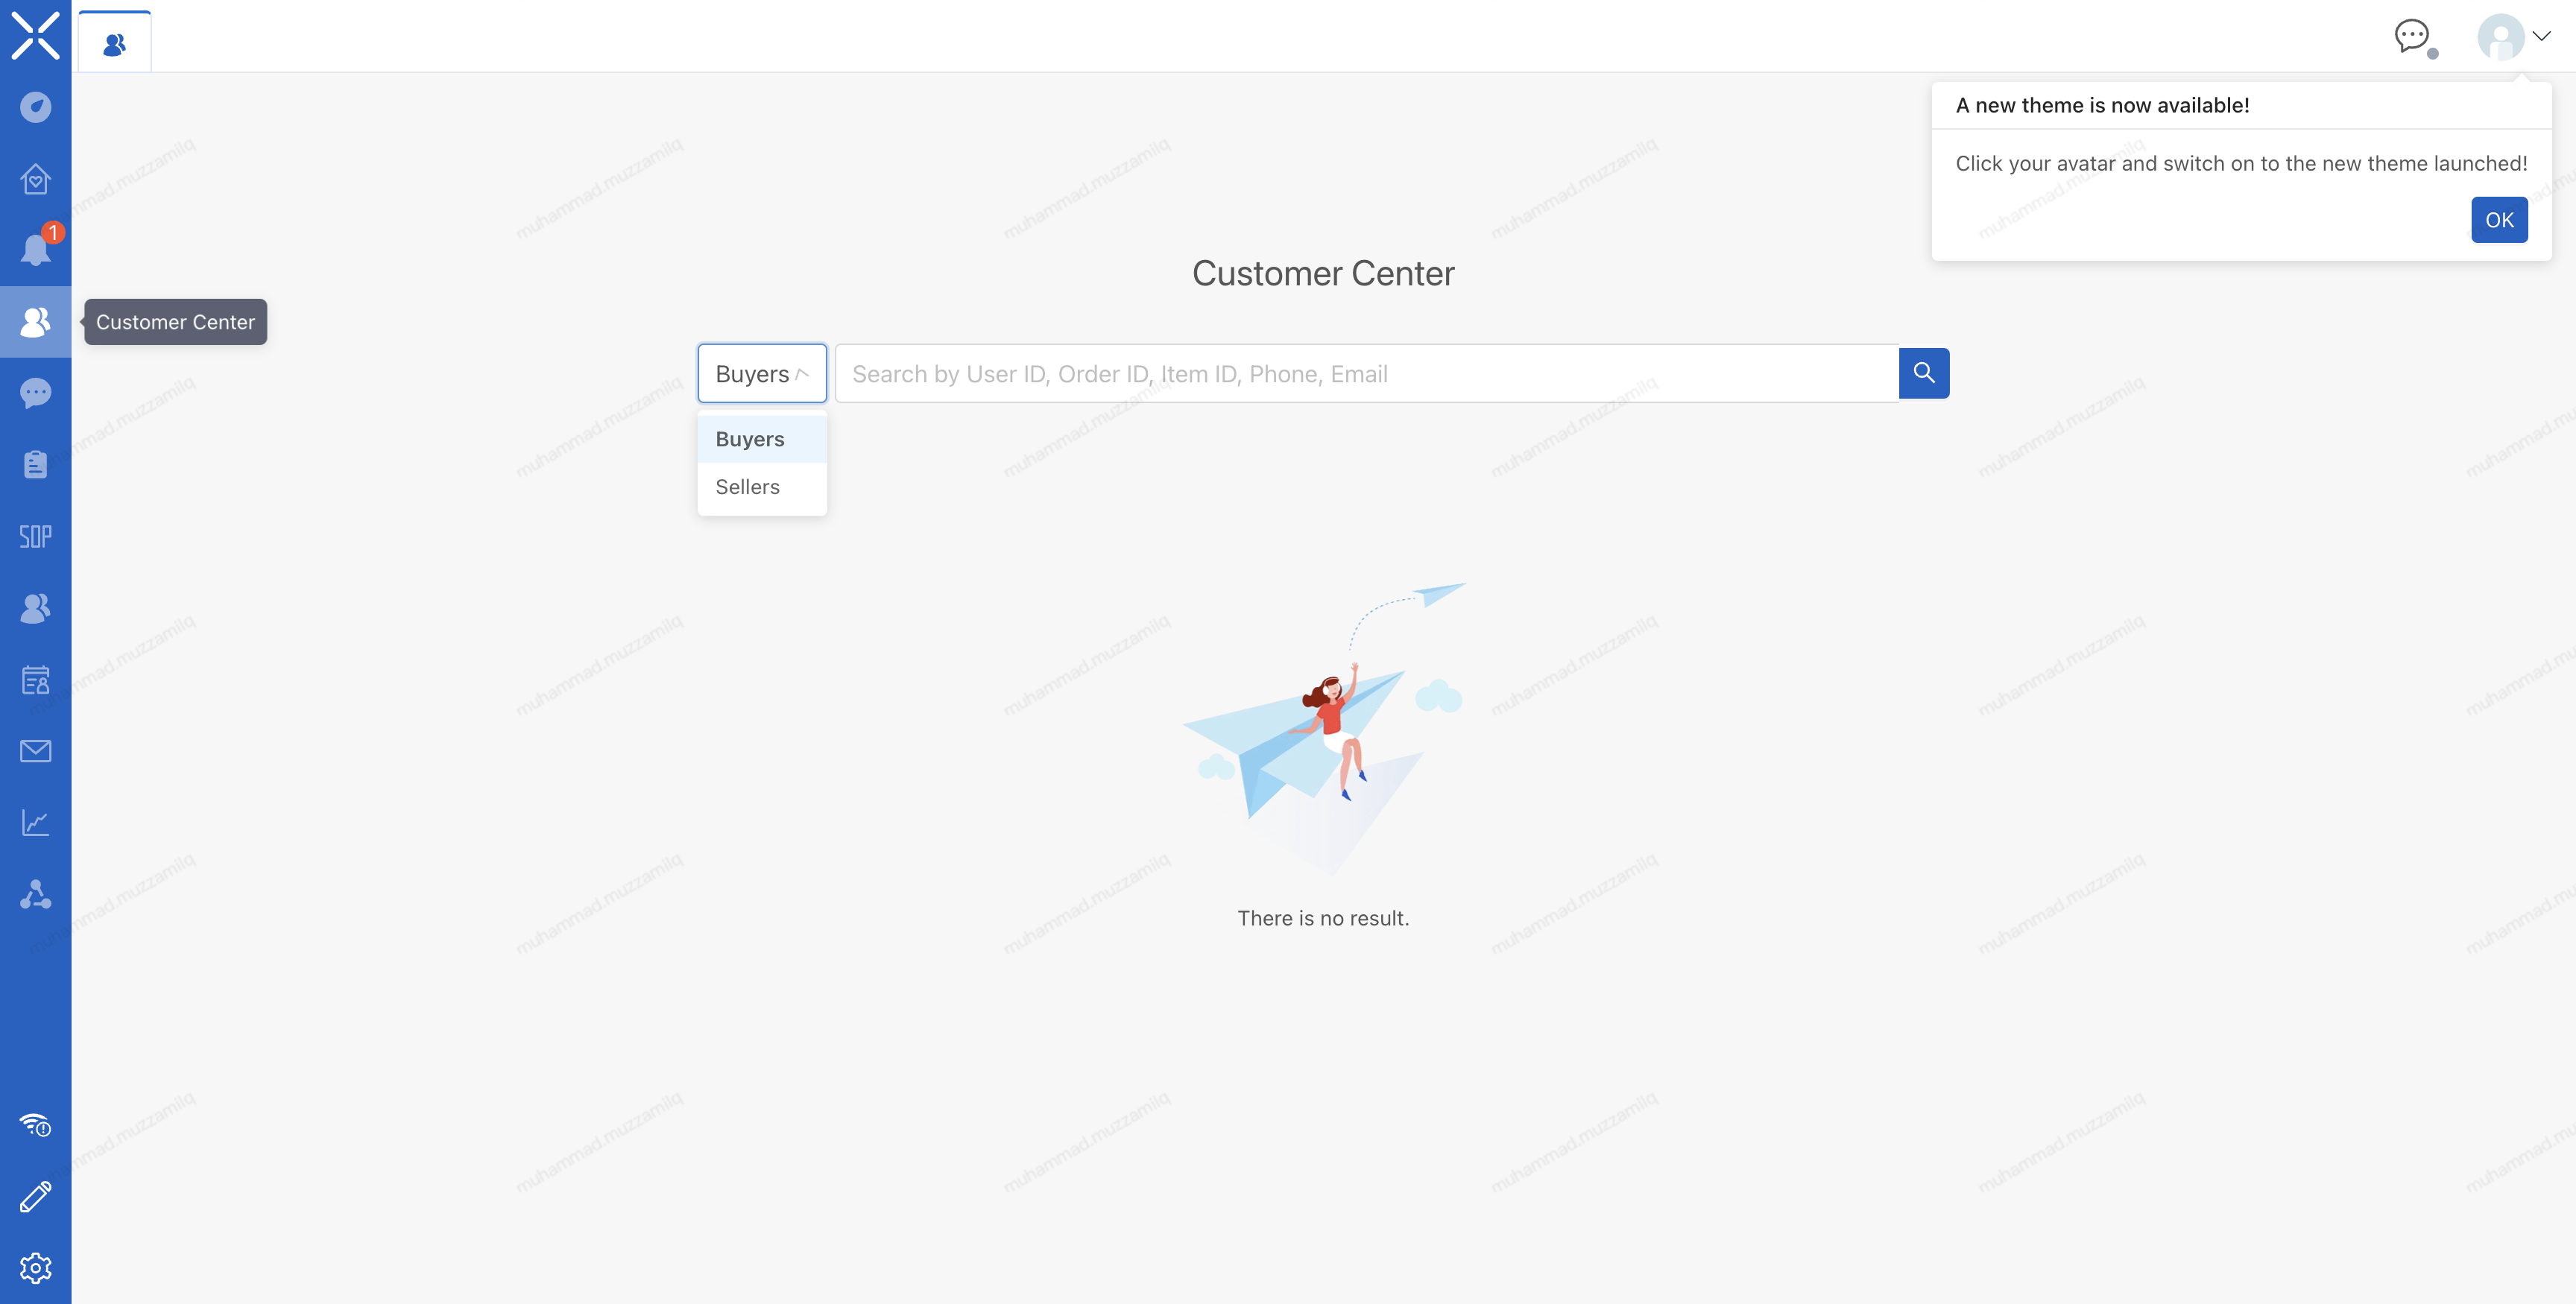 A new theme is now available!
Click your avatar and switch on to the new theme launched!
OK
1
Customer Center
Customer Center
Buyers
Search by User ID, Order ID, Item ID, Phone, Email
Buyers
Sellers
SOP
There is no result.
muhammad.muzzamilq